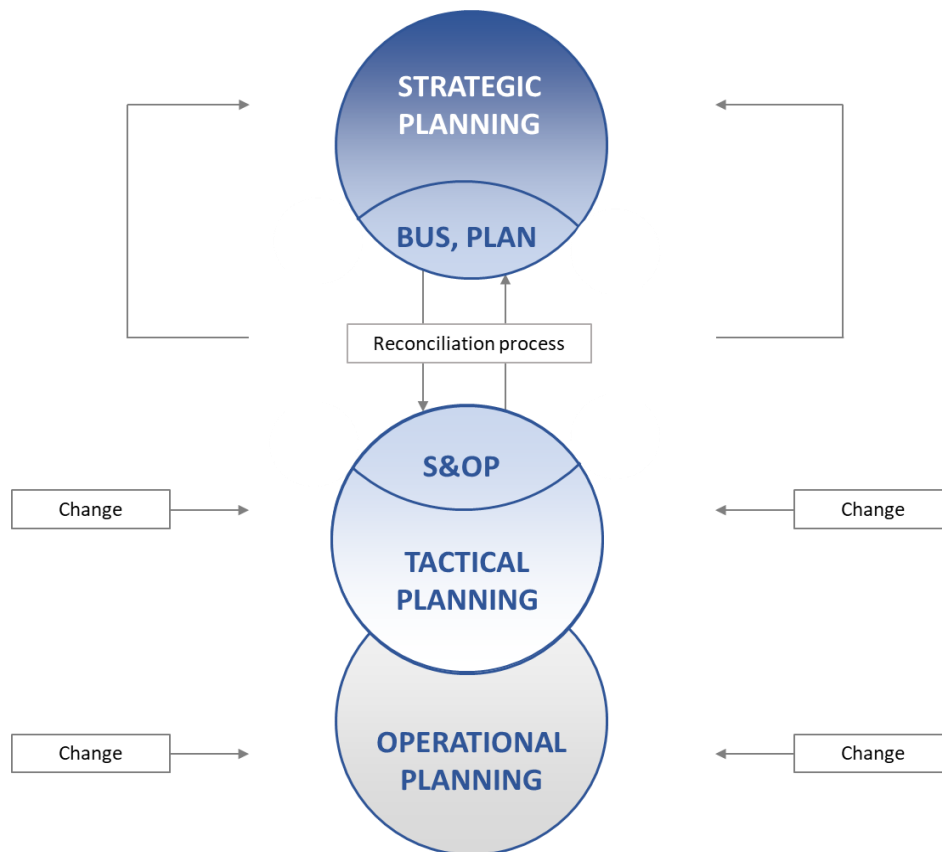 STRATEGIC
PLANNING
BUS, PLAN
Reconciliation process
S&OP
Change
Change
TACTICAL
PLANNING
Change
Change
OPERATIONAL
PLANNING